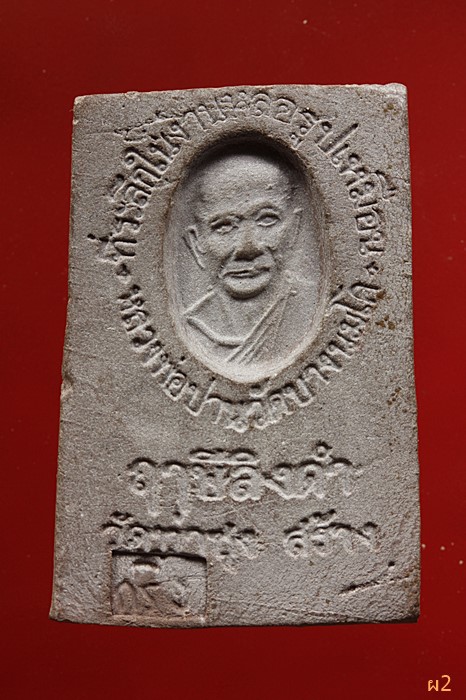 ที่ระลึกในงานหล่อรูปเหมือน
หลวงพ่อปานวัดบางนมโค
ฤๅษีลิงดำ
วัดท่าซุง สร้าง
ผ2